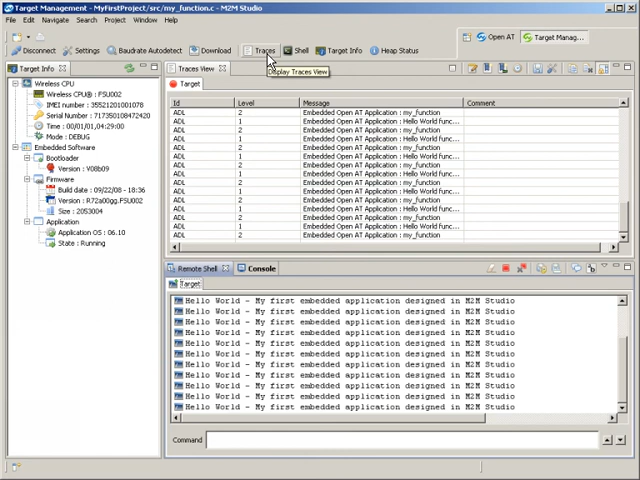 Target Management - MyFirstProject/src/my_function.c - M2M Studio
File Edit Navigate Search Project Window Help
Open AT Target Manag...
Disconnect Settings Baudrate Autodetect Download Traces Shell Target Info Heap Status
Display Traces View
Target Info
Wireless CPU
Wireless CPU® : FSU002
IMEI number : 35521201001078
Serial Number : 717350108472420
Time : 00/01/01,04:29:00
Mode : DEBUG
Embedded Software
Bootloader
Version : V08b09
Firmware
Build date : 09/22/08 - 18:36
Version : R72a00gg.FSU002
Size : 2053004
Application
Application OS : 06.10
State : Running
Traces View
Target
Id Level Message Comment
ADL 2 Embedded Open AT Application : my_function
ADL 1 Embedded Open AT Application : Hello World func...
ADL 2 Embedded Open AT Application : my_function
ADL 1 Embedded Open AT Application : Hello World func...
ADL 2 Embedded Open AT Application : my_function
ADL 1 Embedded Open AT Application : Hello World func...
ADL 2 Embedded Open AT Application : my_function
ADL 1 Embedded Open AT Application : Hello World func...
ADL 2 Embedded Open AT Application : my_function
ADL 1 Embedded Open AT Application : Hello World func...
ADL 2 Embedded Open AT Application : my_function
ADL 1 Embedded Open AT Application : Hello World func...
ADL 2 Embedded Open AT Application : my_function
ADL 1 Embedded Open AT Application : Hello World func...
ADL 2 Embedded Open AT Application : my_function
Remote Shell Console
Target
Hello World - My first embedded application designed in M2M Studio
Hello World - My first embedded application designed in M2M Studio
Hello World - My first embedded application designed in M2M Studio
Hello World - My first embedded application designed in M2M Studio
Hello World - My first embedded application designed in M2M Studio
Hello World - My first embedded application designed in M2M Studio
Hello World - My first embedded application designed in M2M Studio
Hello World - My first embedded application designed in M2M Studio
Hello World - My first embedded application designed in M2M Studio
Hello World - My first embedded application designed in M2M Studio
Hello World - My first embedded application designed in M2M Studio
Command